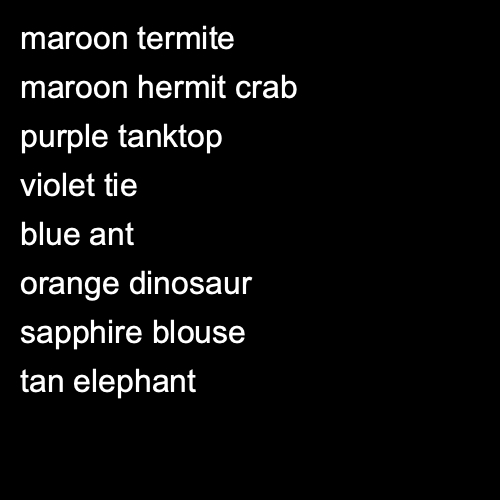 maroon termite
maroon hermit crab
purple tanktop
violet tie
blue ant
orange dinosaur
sapphire blouse
tan elephant